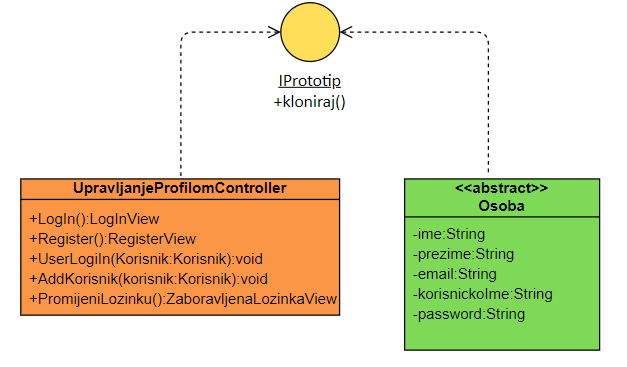 IPrototip
+kloniraj()
UpravljanjeProfilomController
+LogIn():LogInView
+Register():RegisterView
+UserLogiIn(Korisnik:Korisnik):void
+AddKorisnik(korisnik:Korisnik):void
+PromijeniLozinku():ZaboravljenaLozinkaView
<<abstract>>
Osoba
-ime:String
-prezime:String
-email:String
-korisnickoIme:String
-password:String